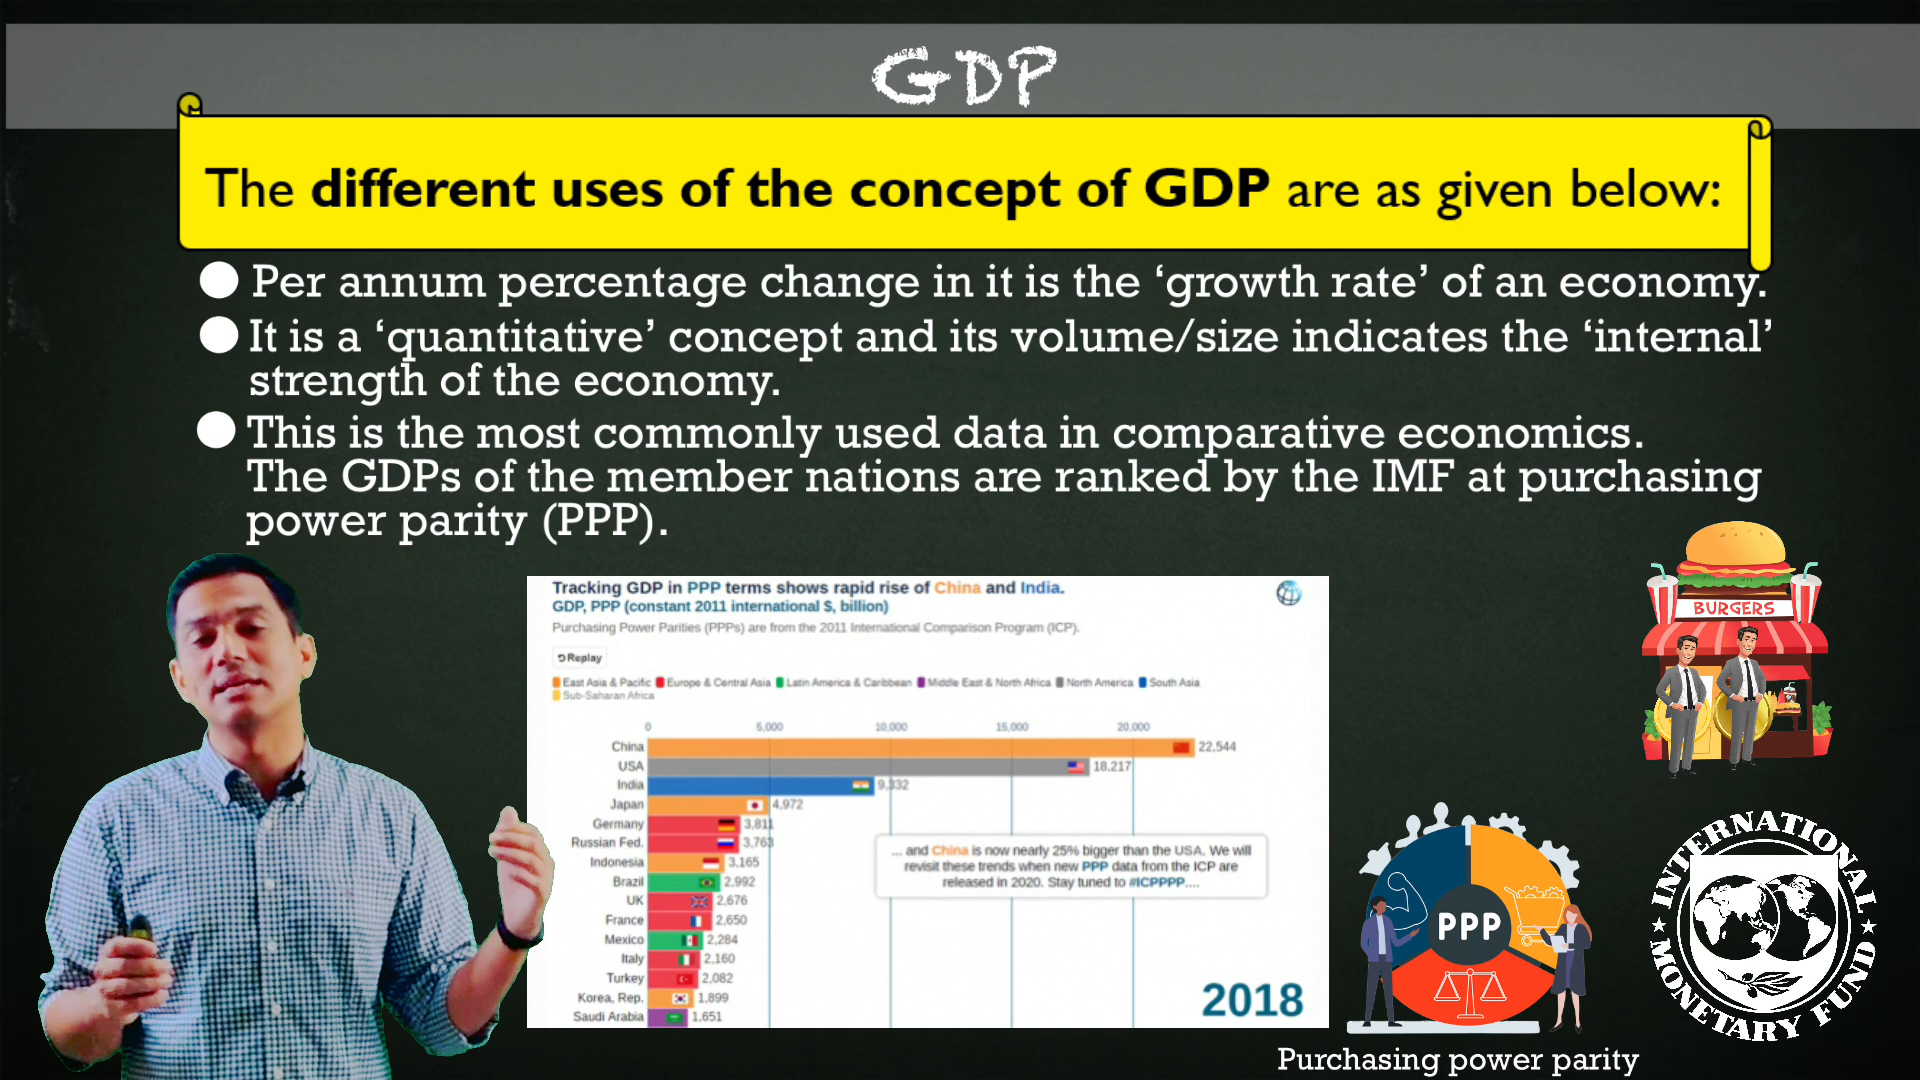 GDP
The different uses of the concept of GDP are as given below:
Per annum percentage change in it is the ‘growth rate’ of an economy.
It is a ‘quantitative’ concept and its volume/size indicates the ‘internal’
strength of the economy.
This is the most commonly used data in comparative economics.
The GDPs of the member nations are ranked by the IMF at purchasing
power parity (PPP).
Tracking GDP in PPP terms shows rapid rise of China and India.
GDP, PPP (constant 2011 international $, billion)
Purchasing Power Parities (PPPs) are from the 2011 International Comparison Program (ICP).
Replay
East Asia & Pacific Europe & Central Asia Latin America & Caribbean Middle East & North Africa North America South Asia
Sub-Saharan Africa
0 5,000 10,000 15,000 20,000
China 22,544
USA 18,217
India 9,332
Japan 4,972
Germany 3,811
Russian Fed. 3,763
Indonesia 3,165
Brazil 2,992
UK 2,676
France 2,650
Mexico 2,284
Italy 2,160
Turkey 2,082
Korea, Rep. 1,899
Saudi Arabia 1,651
... and China is now nearly 25% bigger than the USA. We will
revisit these trends when new PPP data from the ICP are
released in 2020. Stay tuned to #ICPPPP....
2018
BURGERS
PPP
Purchasing power parity
INTERNATIONAL
MONETARY FUND